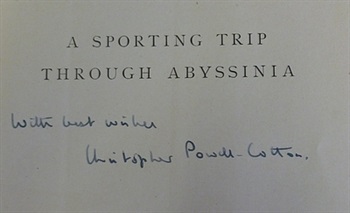 A SPORTING TRIP
THROUGH ABYSSINIA
With best wishes
Christopher Powell-Cotton.